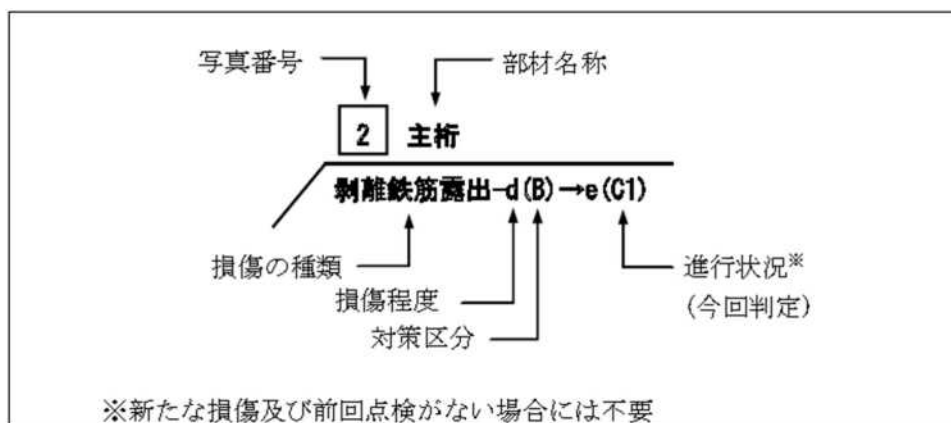 写真番号
部材名称
2 主桁
剥離鉄筋露出-d(B)→e(C1)
損傷の種類
進行状況※
損傷程度
(今回判定)
対策区分
※新たな損傷及び前回点検がない場合には不要